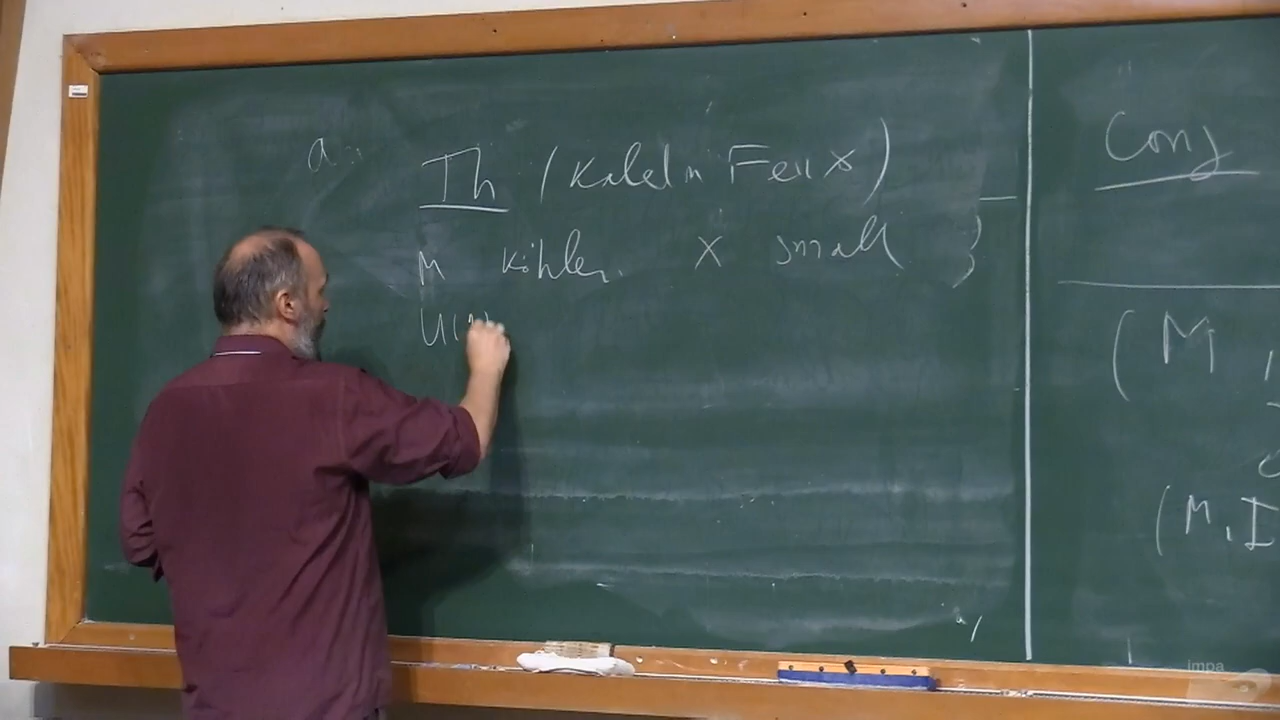 Th (Kaledin Feix)
M Kähler. X small
U(
Conj
(M,
(M, I
impa